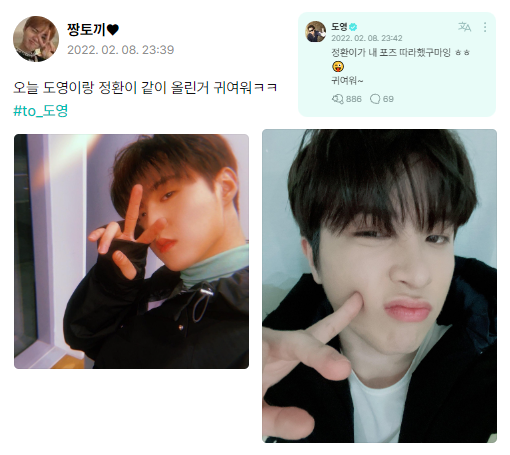 짱토끼🖤
2022. 02. 08. 23:39
오늘 도영이랑 정환이 같이 올린거 귀여워ㅋㅋ
#to_도영
도영
2022. 02. 08. 23:42
정환이가 내 포즈 따라했구마잉 ㅎㅎ
😛
귀여워~
886 69